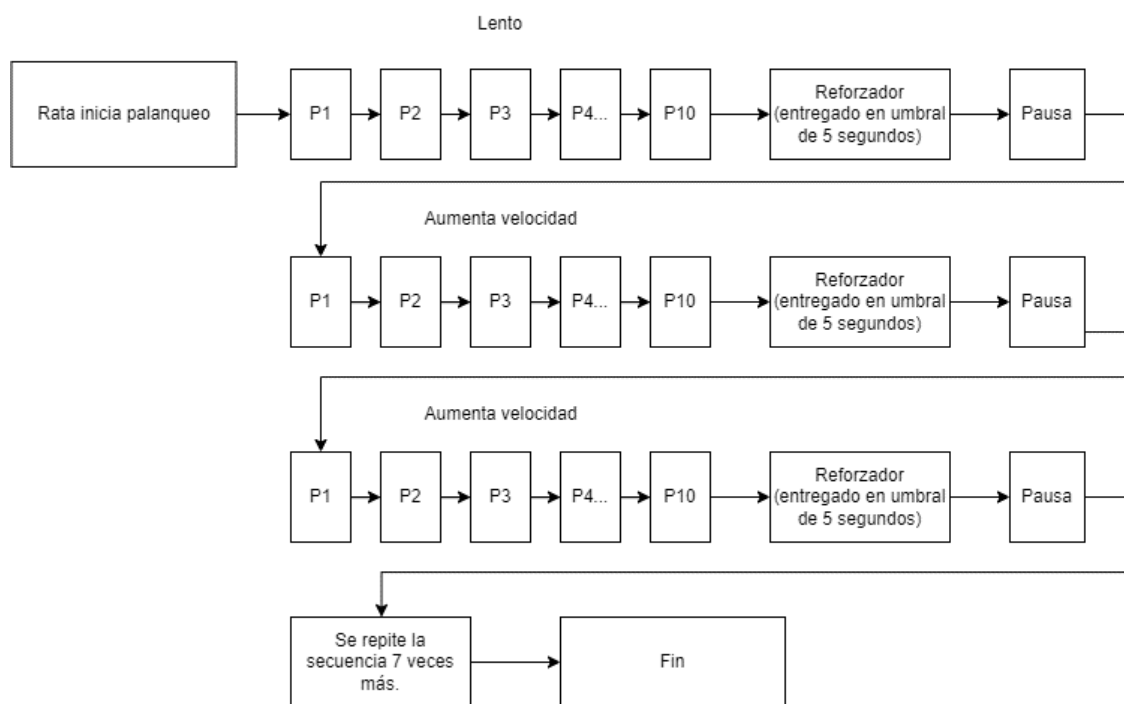 Lento
Rata inicia palanqueo
P1
P2
P3
P4...
P10
Reforzador
(entregado en umbral
de 5 segundos)
Pausa
Aumenta velocidad
P1
P2
P3
P4...
P10
Reforzador
(entregado en umbral
de 5 segundos)
Pausa
Aumenta velocidad
P1
P2
P3
P4...
P10
Reforzador
(entregado en umbral
de 5 segundos)
Pausa
Se repite la
secuencia 7 veces
más.
Fin